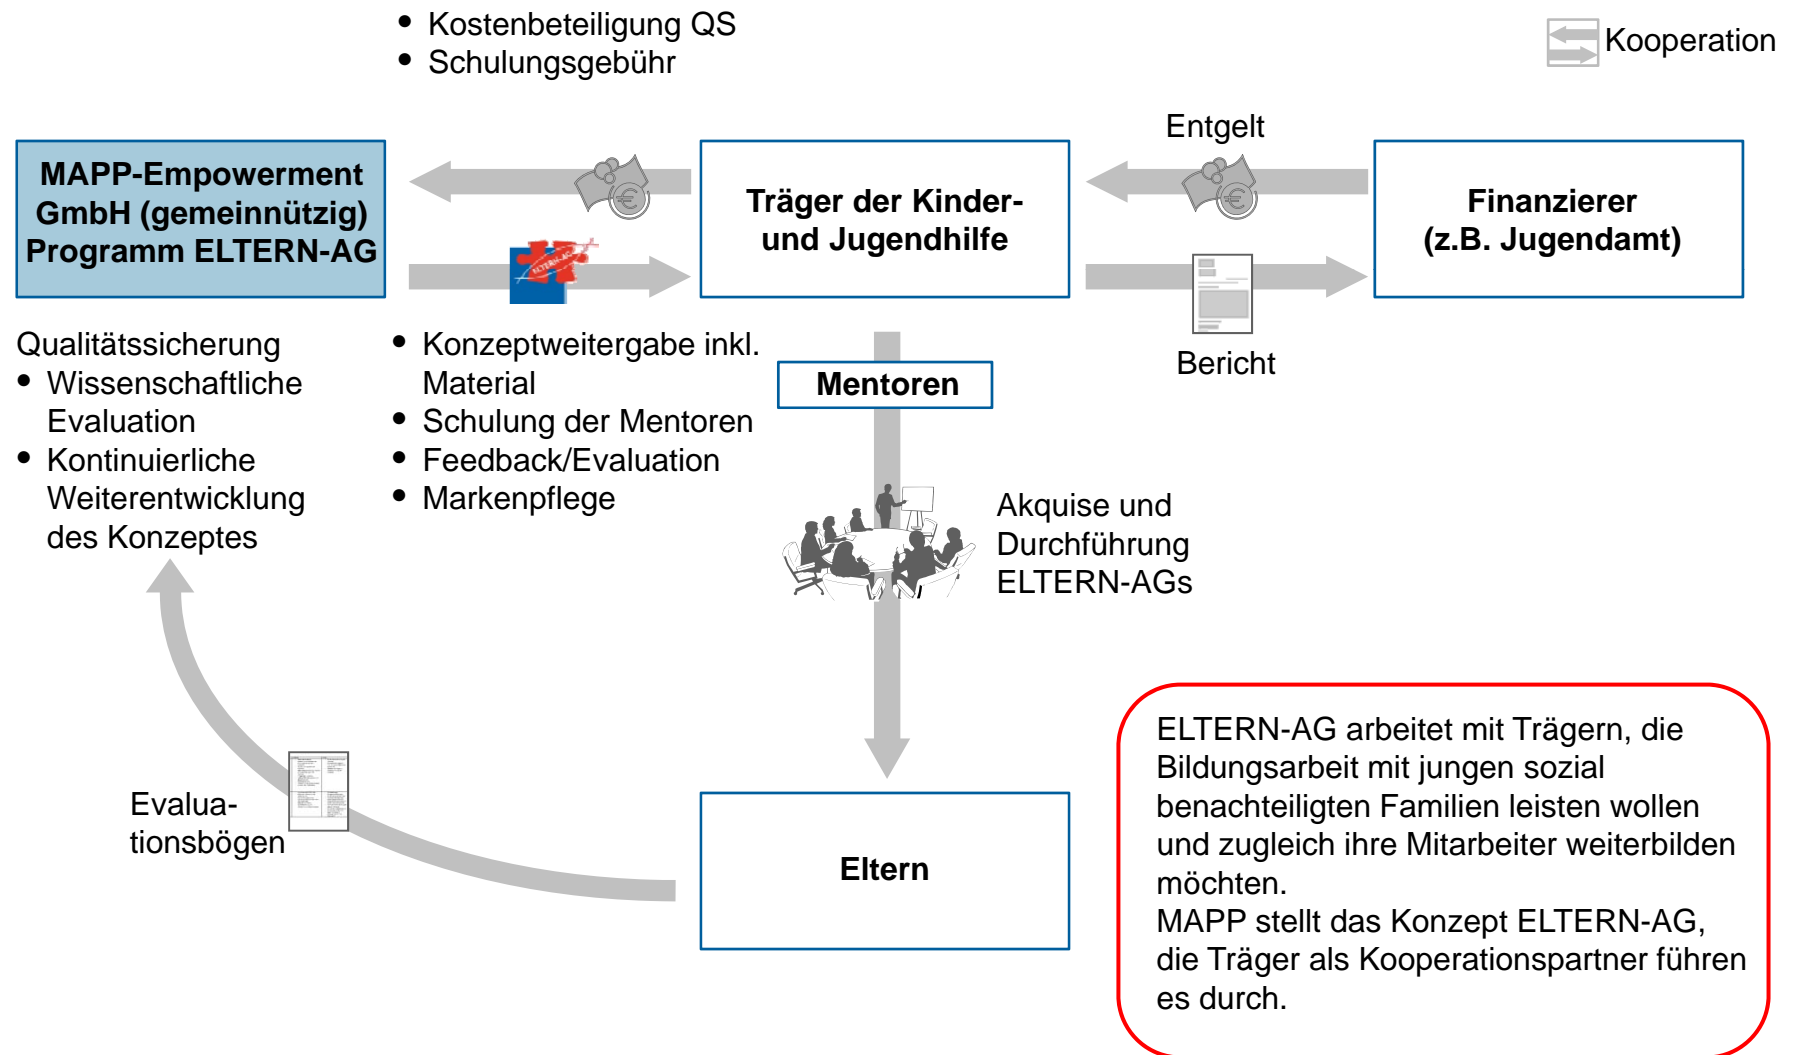 • Kostenbeteiligung QS
• Schulungsgebühr
Kooperation
Entgelt
MAPP-Empowerment
GmbH (gemeinnützig)
Programm ELTERN-AG
Träger der Kinder-
und Jugendhilfe
Finanzierer
(z.B. Jugendamt)
ELTERN-AG
Bericht
Qualitätssicherung
• Wissenschaftliche
Evaluation
• Kontinuierliche
Weiterentwicklung
des Konzeptes
• Konzeptweitergabe inkl.
Material
• Schulung der Mentoren
• Feedback/Evaluation
• Markenpflege
Mentoren
Akquise und
Durchführung
ELTERN-AGs
Evalua-
tionsbögen
Eltern
ELTERN-AG arbeitet mit Trägern, die
Bildungsarbeit mit jungen sozial
benachteiligten Familien leisten wollen
und zugleich ihre Mitarbeiter weiterbilden
möchten.
MAPP stellt das Konzept ELTERN-AG,
die Träger als Kooperationspartner führen
es durch.